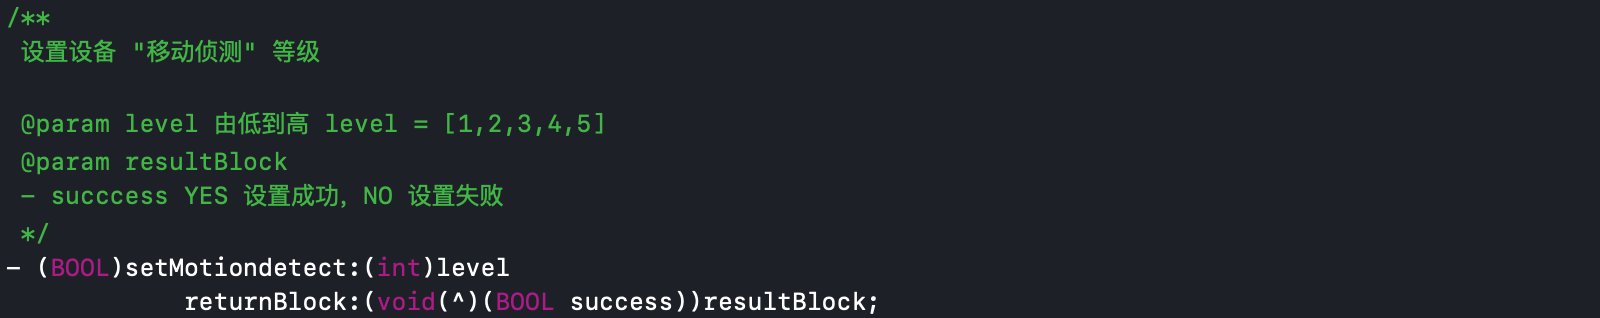 /**
设置设备 "移动侦测" 等级
@param level 由低到高 level = [1,2,3,4,5]
@param resultBlock
- succcess YES 设置成功，NO 设置失败
*/
- (BOOL)setMotiondetect:(int)level
returnBlock:(void(^)(BOOL success))resultBlock;